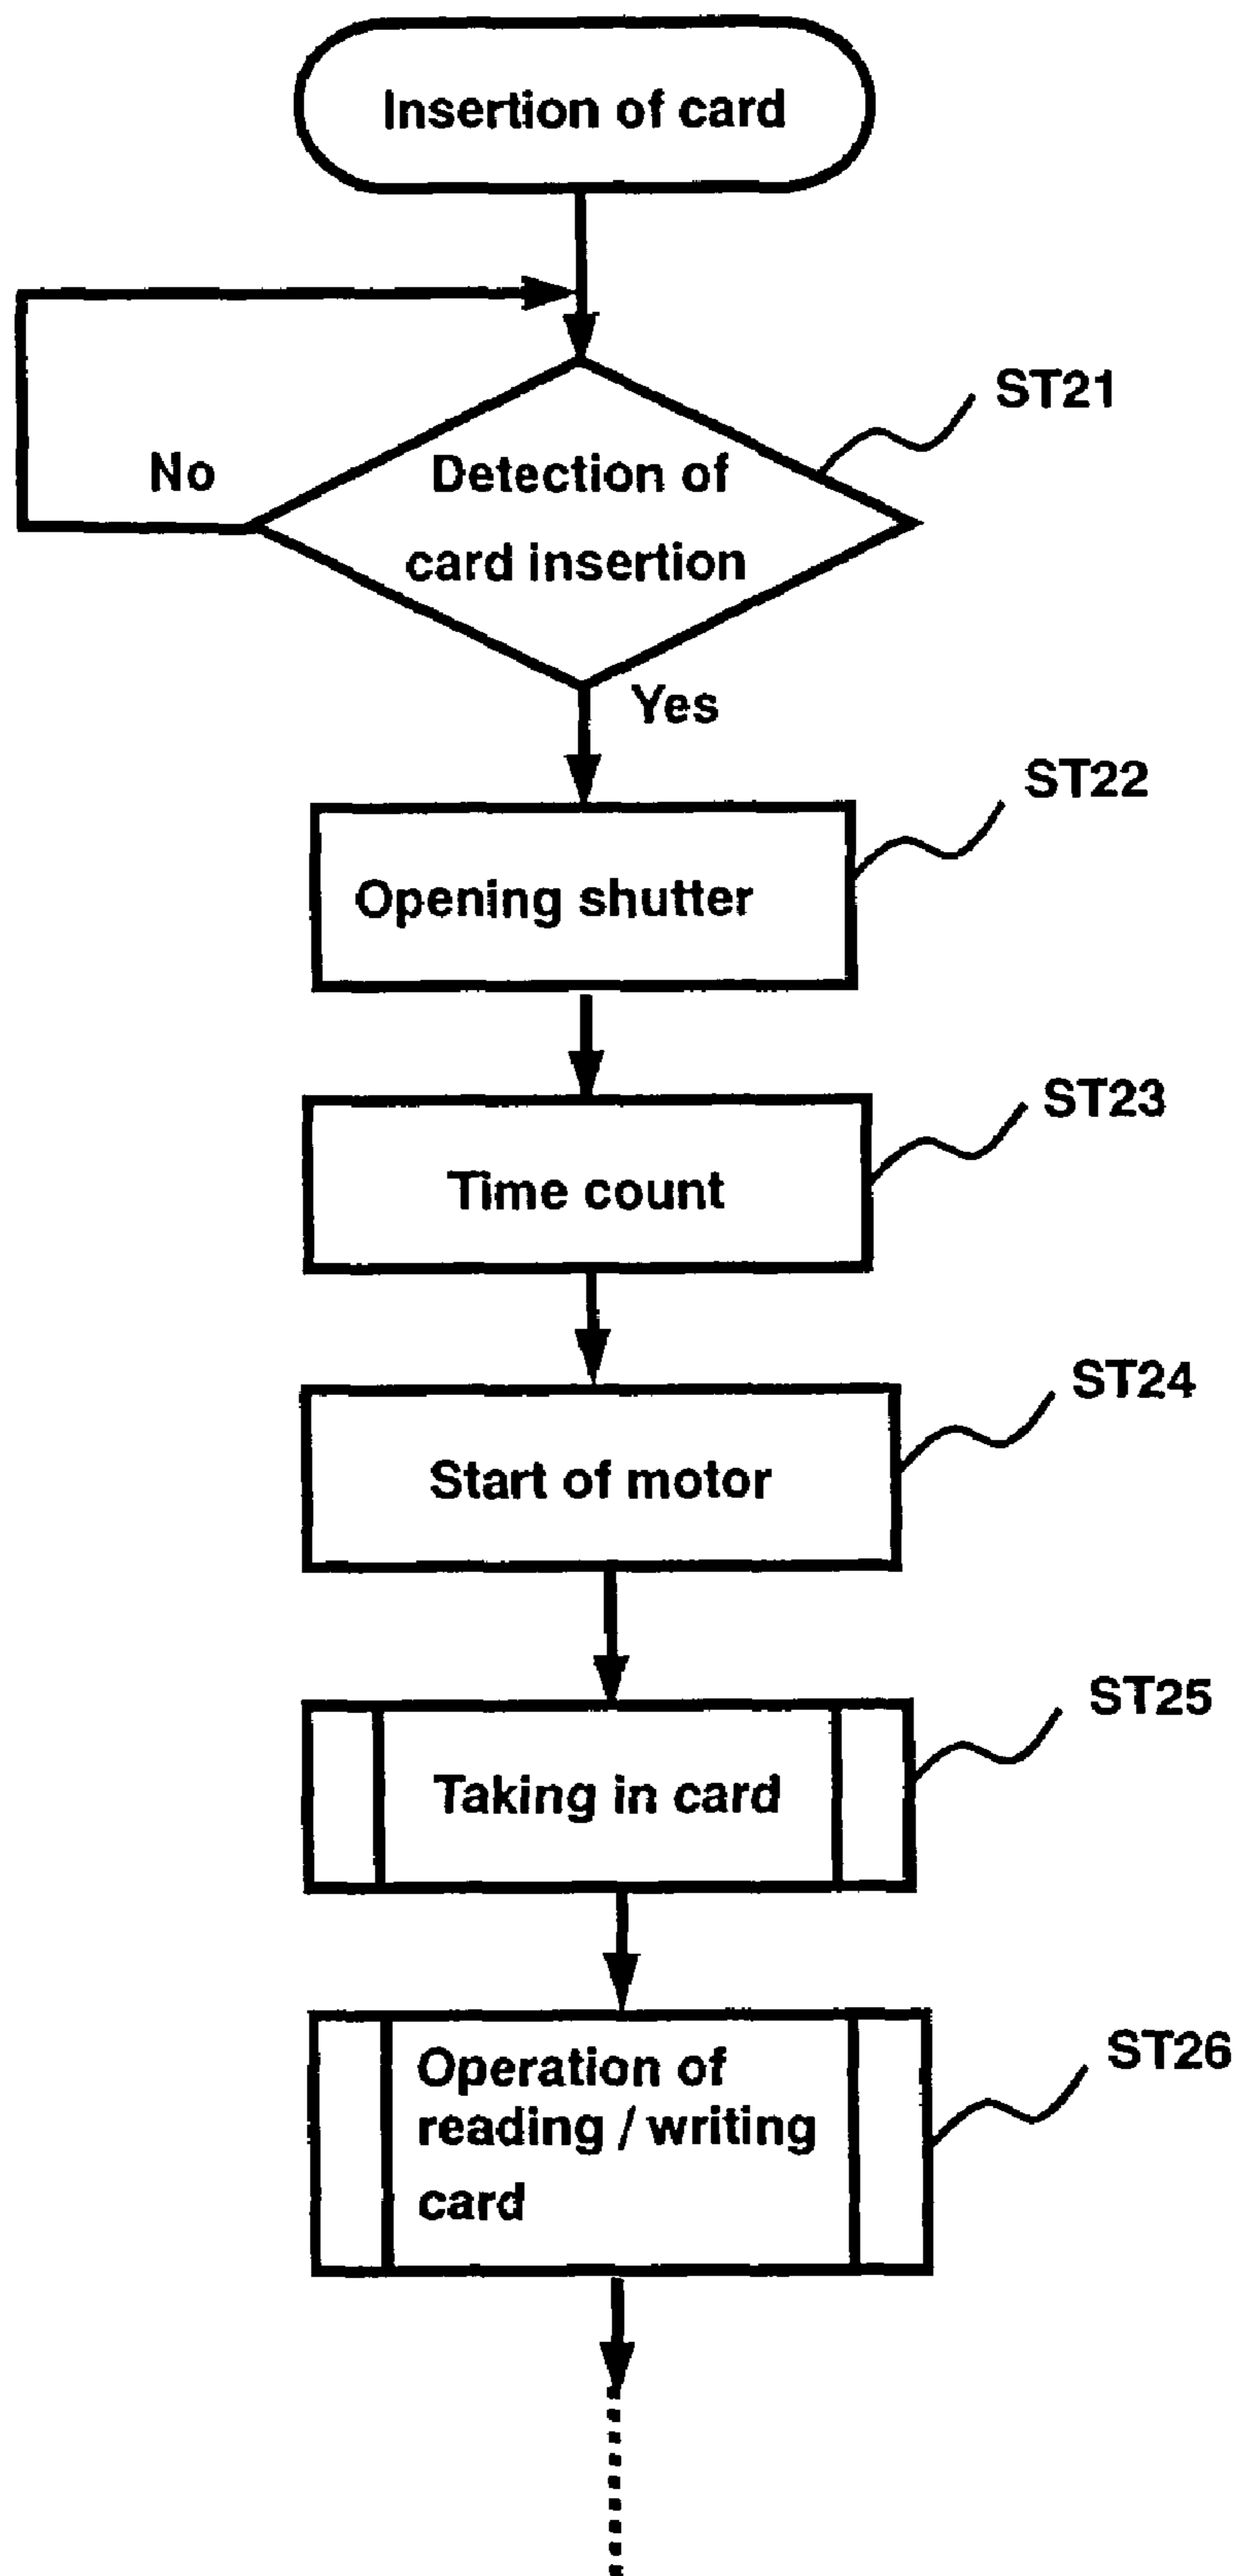 Insertion of card
ST21
No
Detection of
card insertion
Yes
ST22
Opening shutter
ST23
Time count
ST24
Start of motor
ST25
Taking in card
ST26
Operation of
reading / writing
card